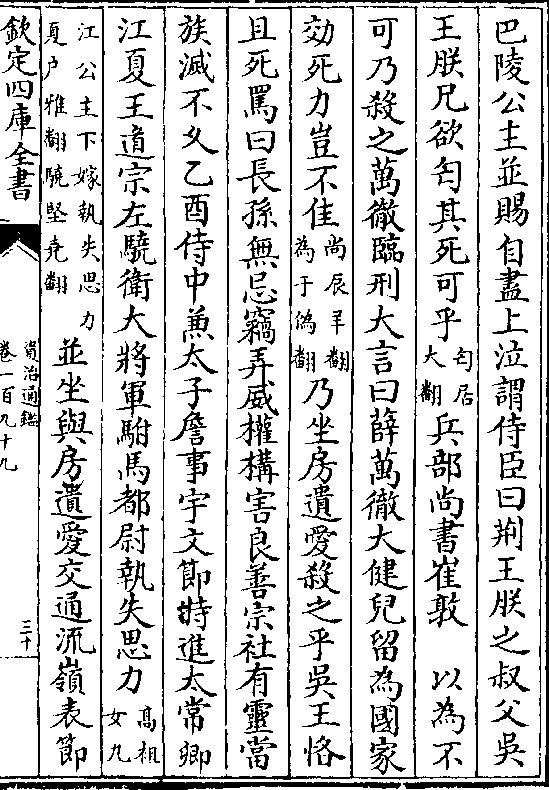 巴陵公主並賜自盡上泣謂侍臣曰荆王朕之叔父吳
王朕兄欲匄其死可乎匄居大翻兵部尚書崔敦 以為不
可乃殺之萬徹臨刑大言曰薛萬徹大健兒留為國家
効死力豈不佳尚辰羊翻為于偽翻乃坐房遺愛殺之乎吳王恪
且死罵曰長孫無忌竊弄威權構害良善宗社有靈當
族滅不久乙酉侍中兼太子詹事宇文節特進太常卿
江夏王道宗左驍衛大將軍駙馬都尉執失思力高祖女九
江公主下嫁執失思力夏户雅翻驍堅堯翻並坐與房遺愛交通流嶺表節
欽定四庫全書
資治通鑑
卷一百九十九
三十